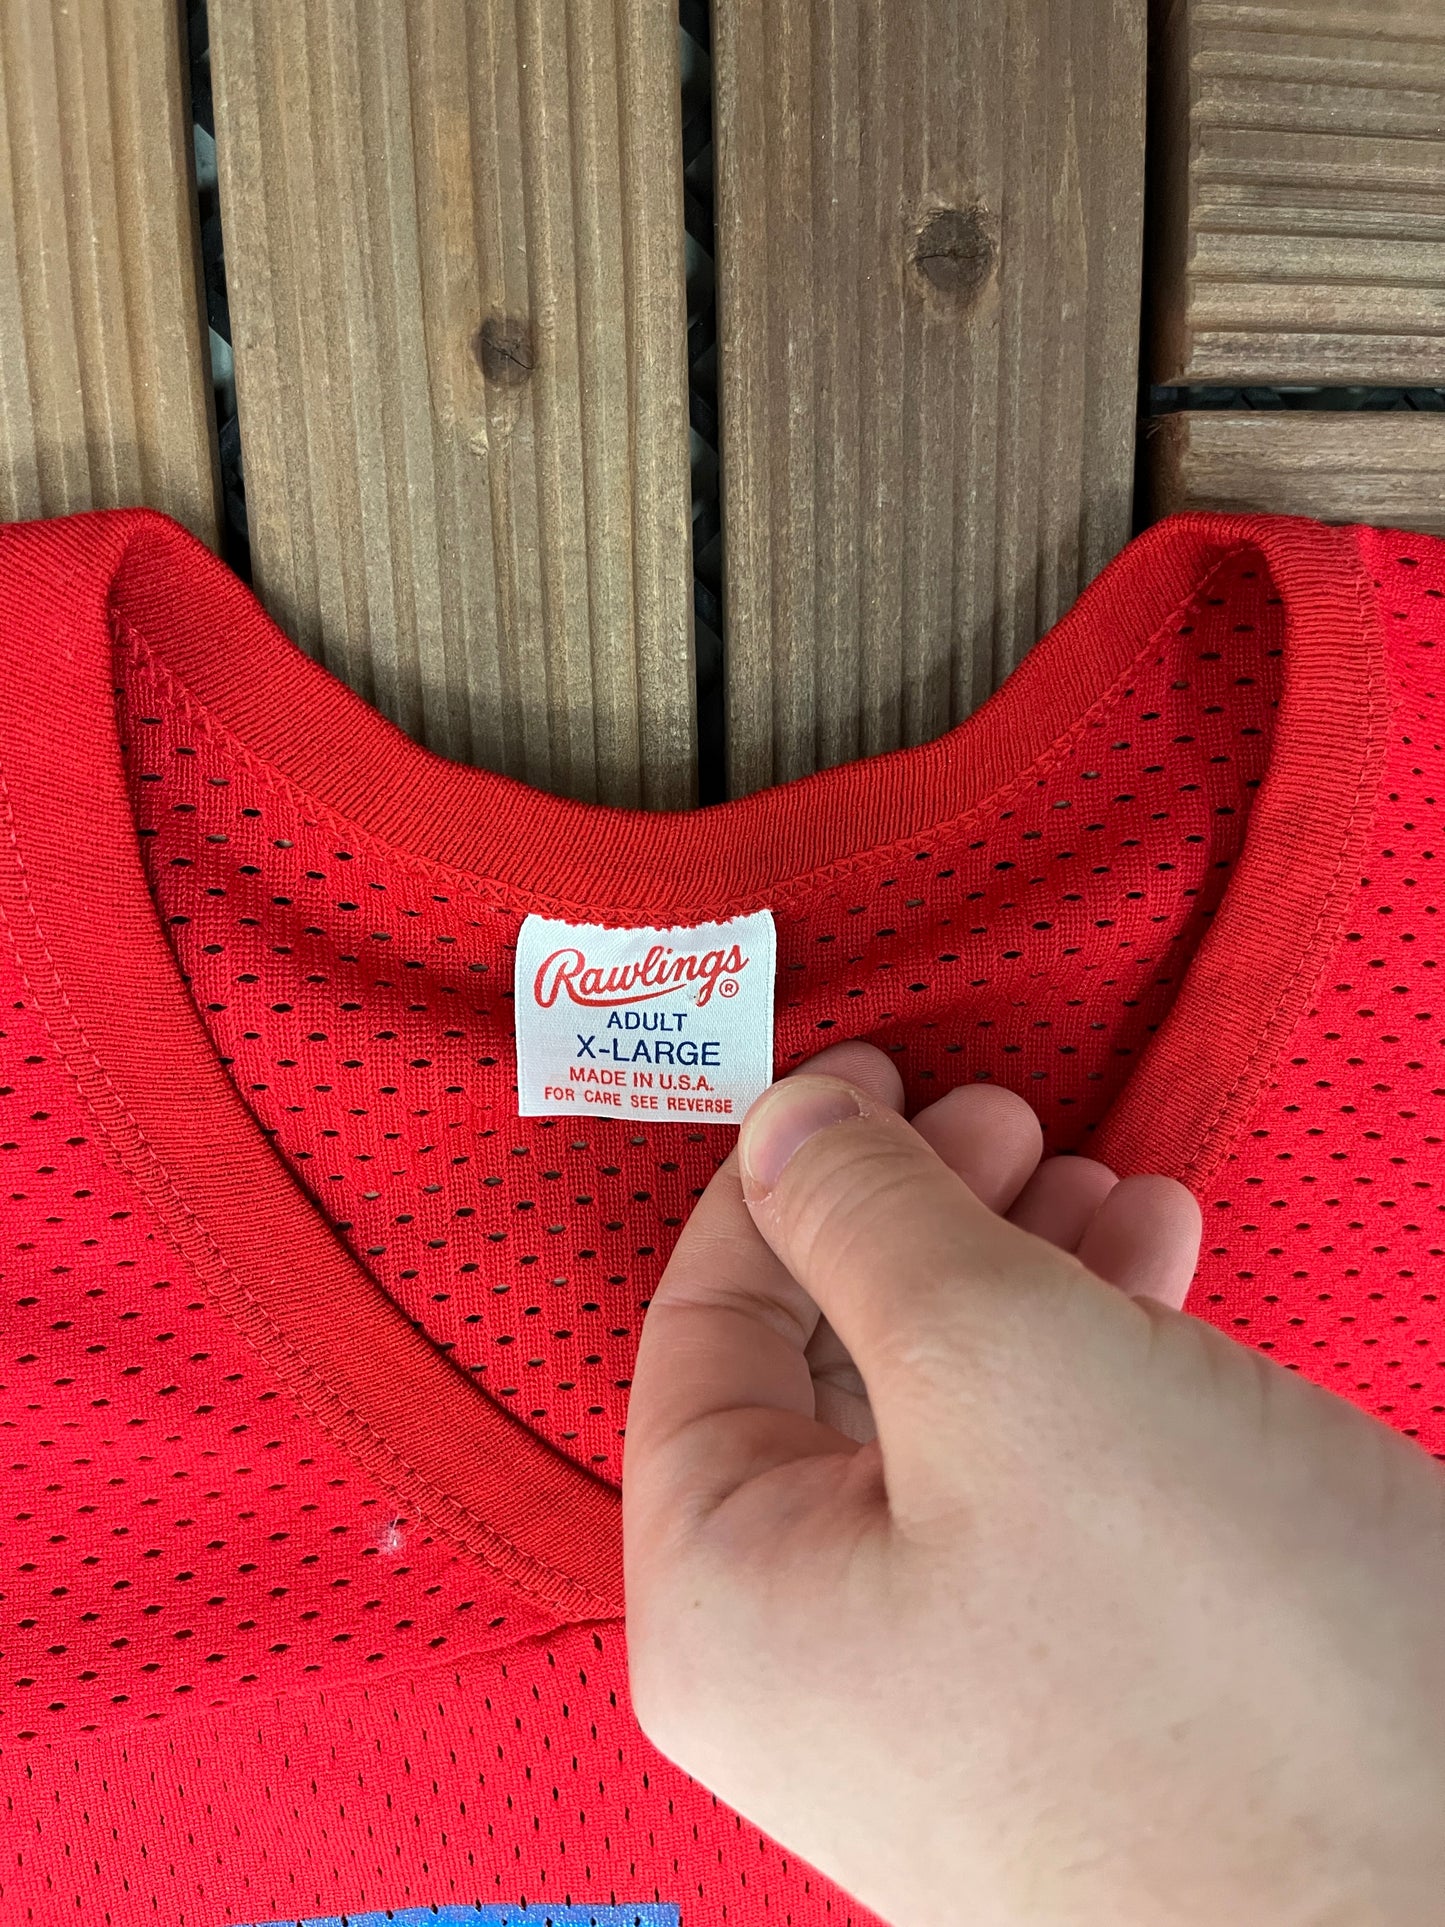 Rawlings®
ADULT
X-LARGE
MADE IN U.S.A.
FOR CARE SEE REVERSE